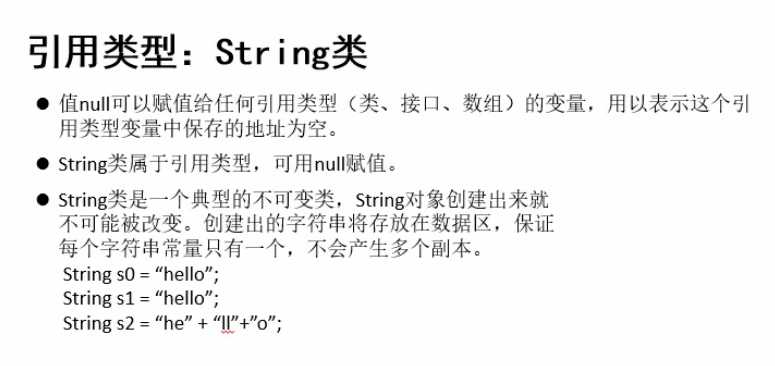 引用类型：String类
● 值null可以赋值给任何引用类型（类、接口、数组）的变量，用以表示这个引
用类型变量中保存的地址为空。
● String类属于引用类型，可用null赋值。
● String类是一个典型的不可变类，String对象创建出来就
不可能被改变。创建出的字符串将存放在数据区，保证
每个字符串常量只有一个，不会产生多个副本。
String s0 = “hello”;
String s1 = “hello”;
String s2 = “he” + “ll”+”o”;